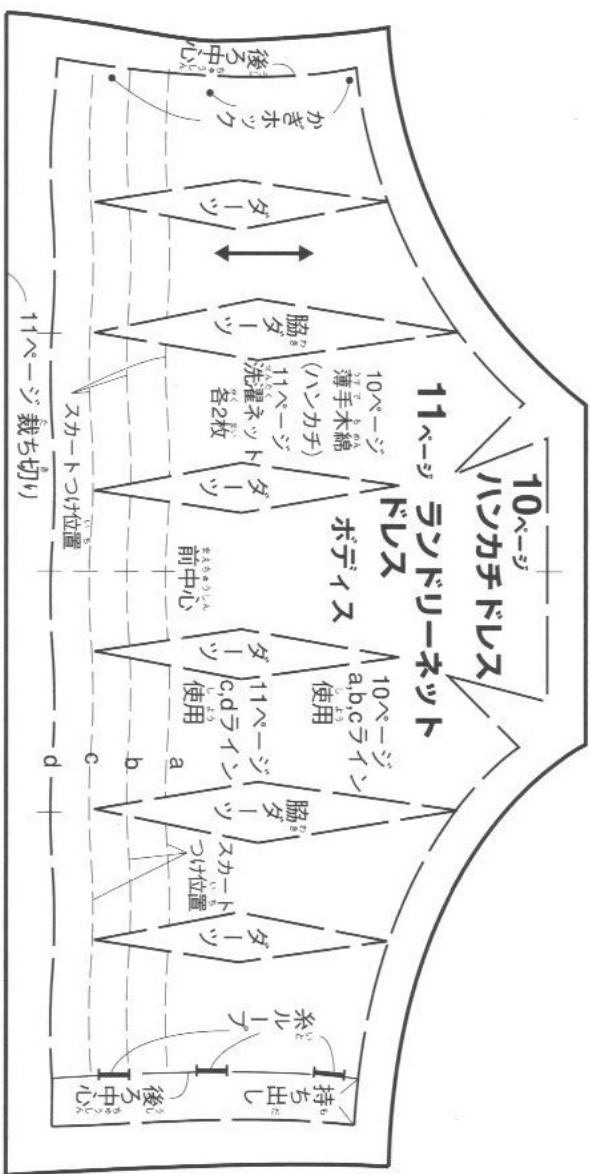 10ページ
ハンカチドレス
11ページ ランドリーネット
ドレス
ボディス
10ページ
薄手木綿
(ハンカチ)
11ページ
洗濯ネット
各2枚
10ページ
a,b,cライン
使用
11ページ
c,dライン
使用
後ろ中心
かぎホック
ダーツ
脇ダーツ
ダーツ
前中心
ダーツ
脇ダーツ
ダーツ
スカートつけ位置
スカート
つけ位置
a
b
c
d
11ページ 裁ち切り
糸ループ
後ろ中心
持ち出し